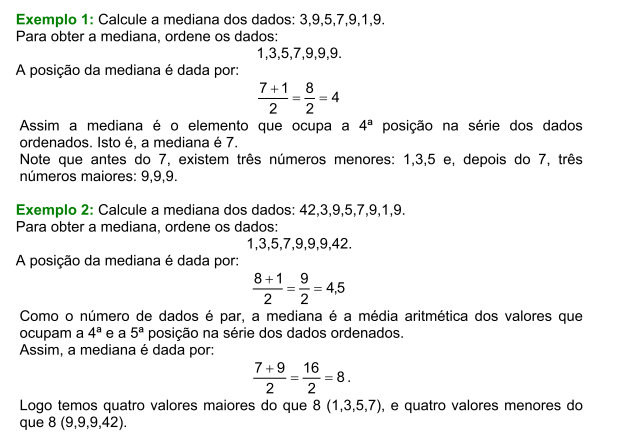 Exemplo 1: Calcule a mediana dos dados: 3,9,5,7,9,1,9.
Para obter a mediana, ordene os dados:
1,3,5,7,9,9,9.
A posição da mediana é dada por:
7 + 1 / 2 = 8 / 2 = 4
Assim a mediana é o elemento que ocupa a 4ª posição na série dos dados
ordenados. Isto é, a mediana é 7.
Note que antes do 7, existem três números menores: 1,3,5 e, depois do 7, três
números maiores: 9,9,9.
Exemplo 2: Calcule a mediana dos dados: 42,3,9,5,7,9,1,9.
Para obter a mediana, ordene os dados:
1,3,5,7,9,9,9,42.
A posição da mediana é dada por:
8 + 1 / 2 = 9 / 2 = 4,5
Como o número de dados é par, a mediana é a média aritmética dos valores que
ocupam a 4ª e a 5ª posição na série dos dados ordenados.
Assim, a mediana é dada por:
7 + 9 / 2 = 16 / 2 = 8 .
Logo temos quatro valores maiores do que 8 (1,3,5,7), e quatro valores menores do
que 8 (9,9,9,42).